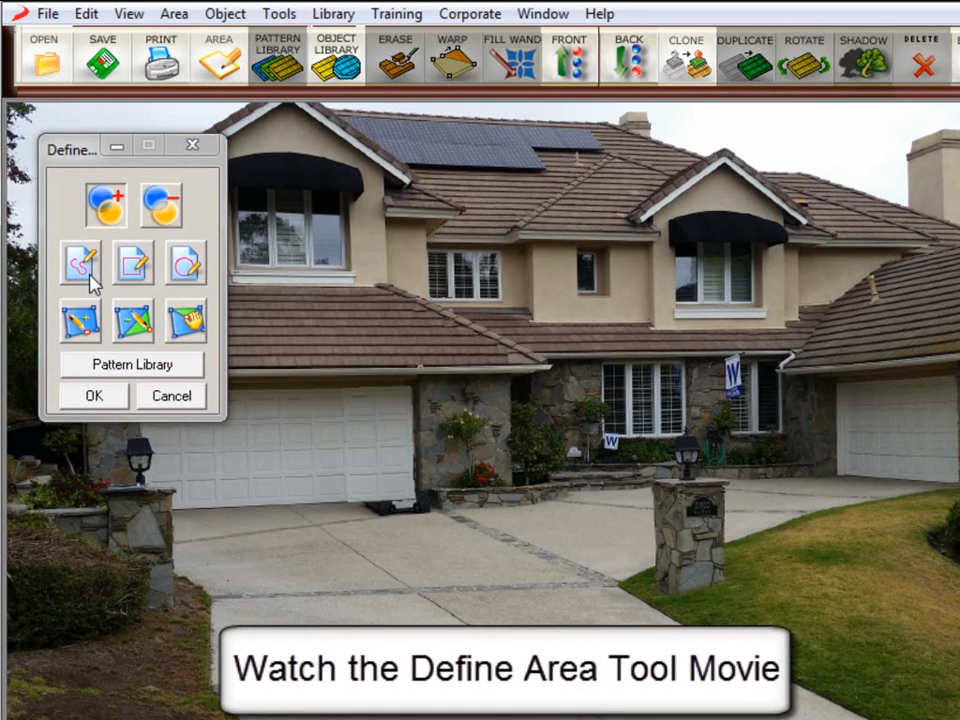 File Edit View Area Object Tools Library Training Corporate Window Help
OPEN SAVE PRINT AREA PATTERN LIBRARY OBJECT LIBRARY ERASE WARP FILL WAND FRONT BACK CLONE DUPLICATE ROTATE SHADOW DELETE
Define...
Pattern Library
OK Cancel
W
W
Watch the Define Area Tool Movie